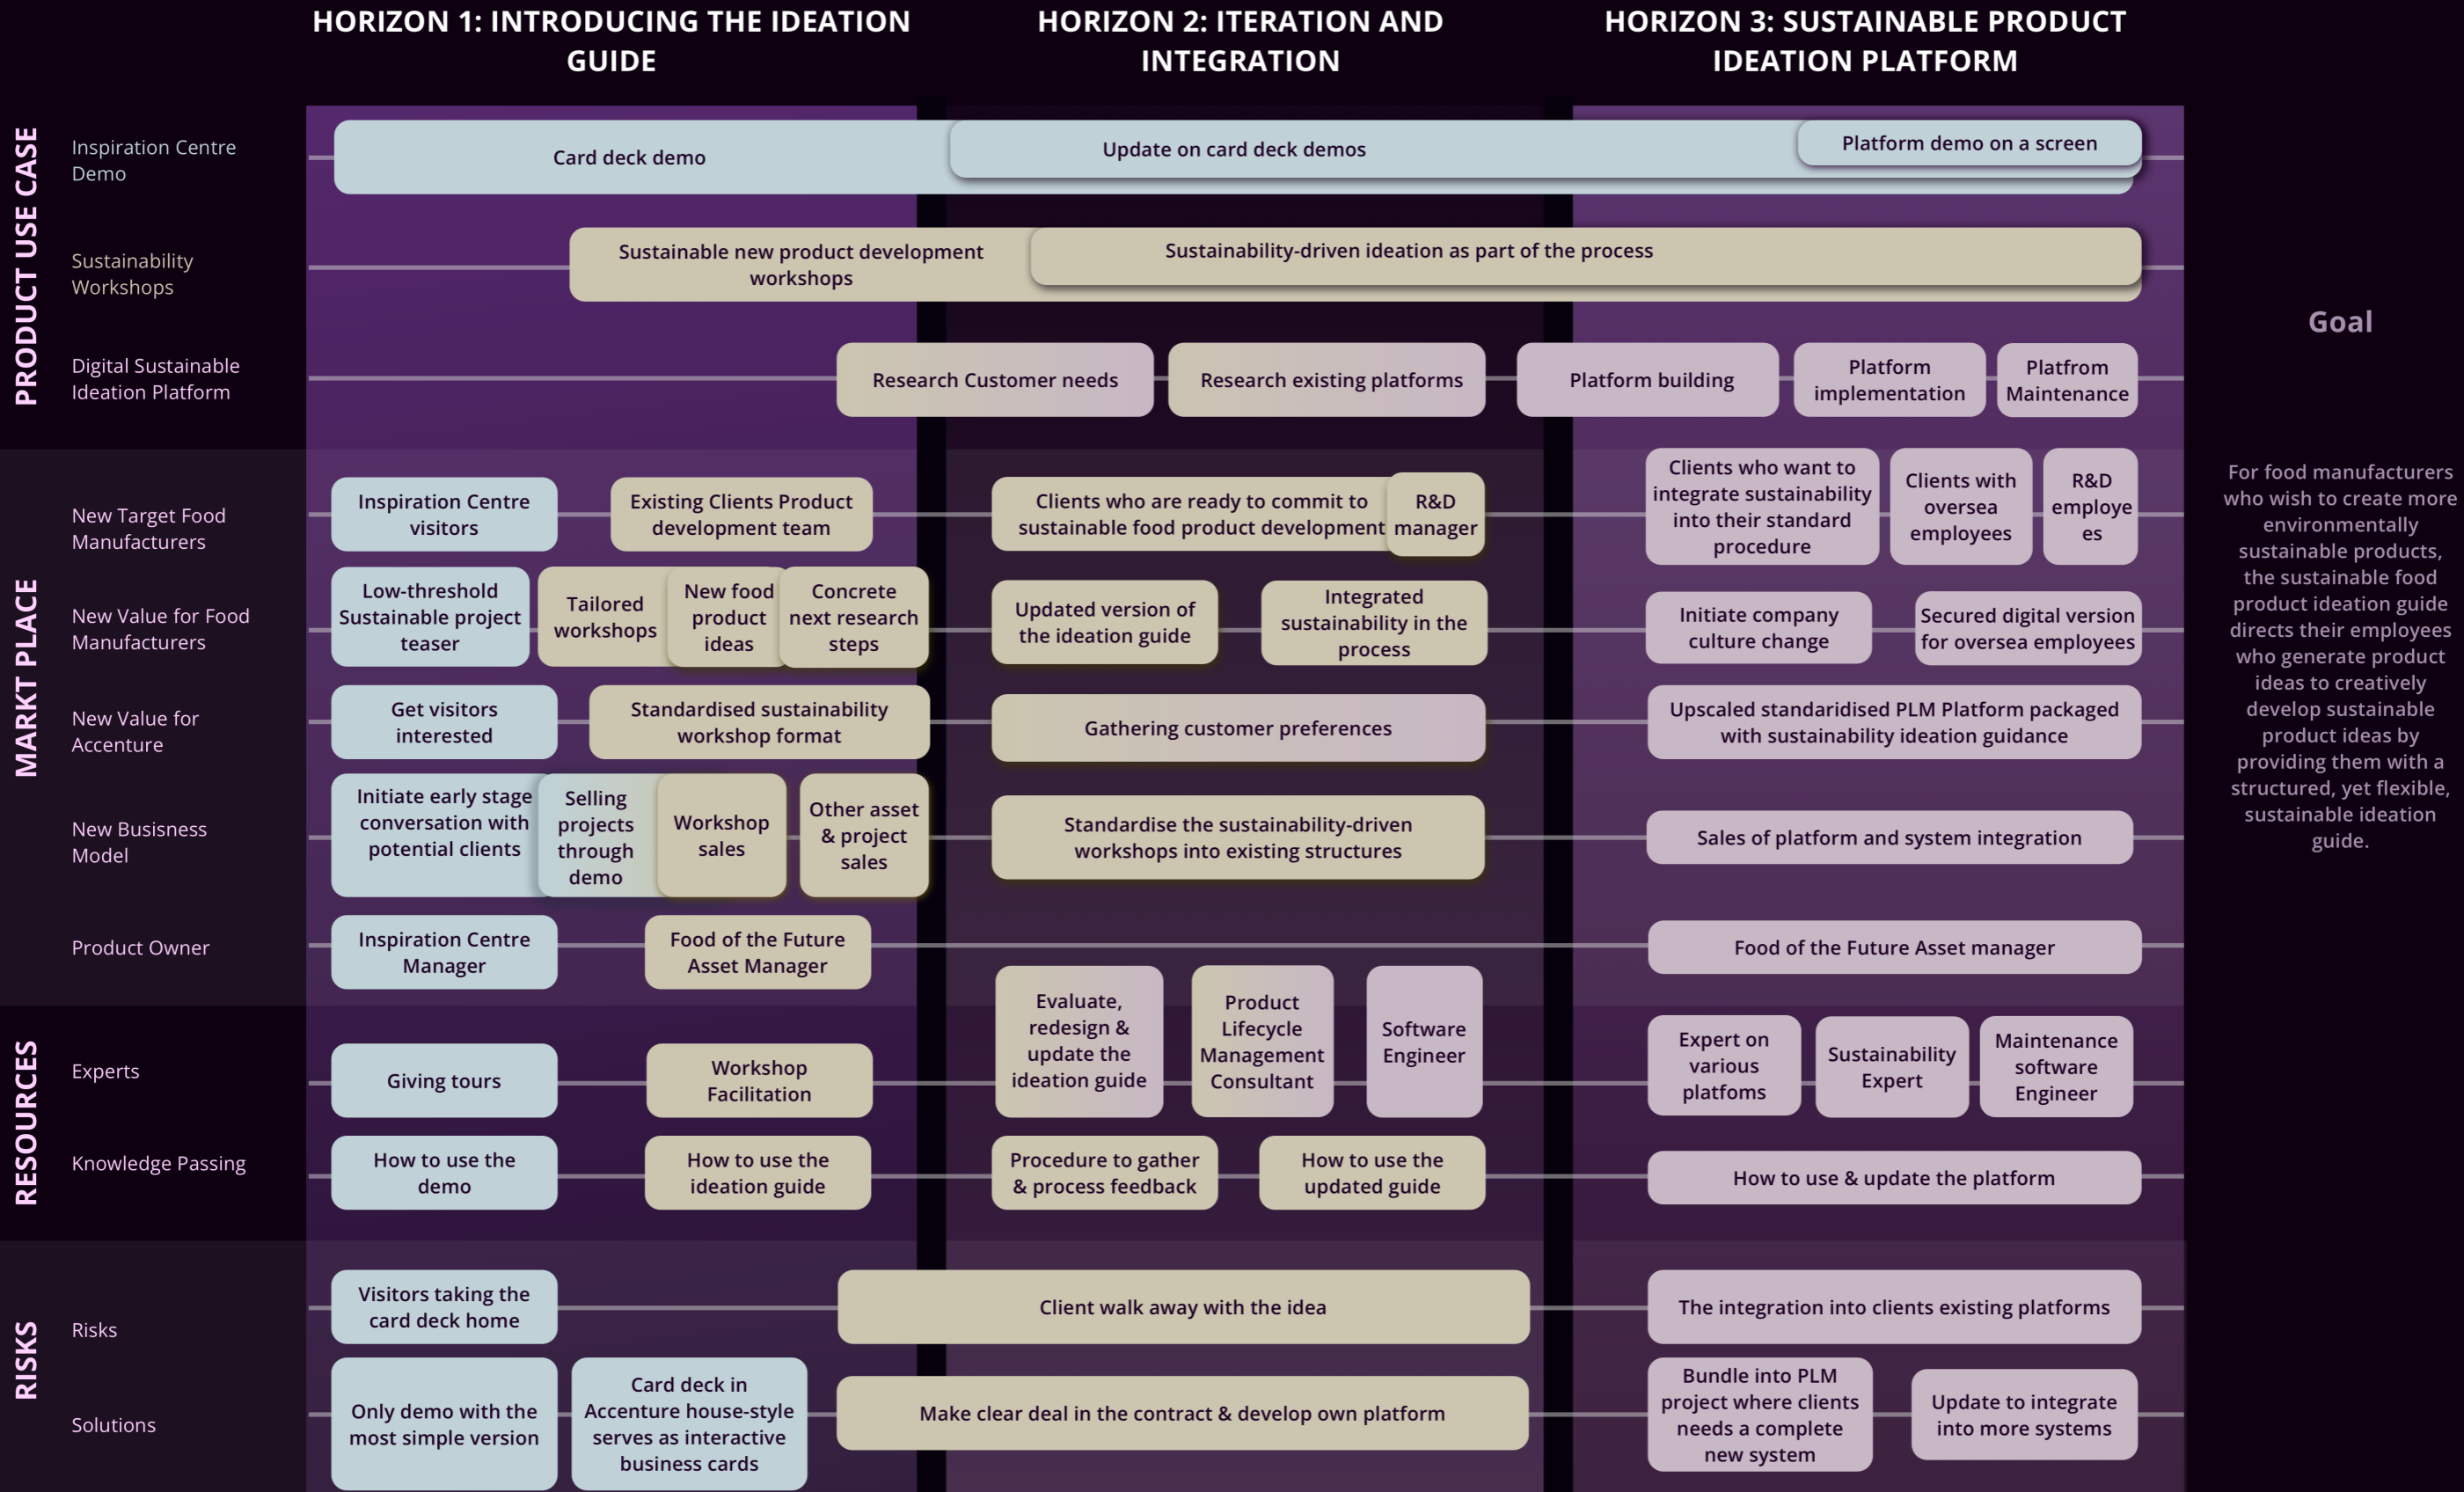 HORIZON 1: INTRODUCING THE IDEATION
GUIDE
HORIZON 2: ITERATION AND
INTEGRATION
HORIZON 3: SUSTAINABLE PRODUCT
IDEATION PLATFORM
PRODUCT USE CASE
Inspiration Centre
Demo
Card deck demo
Update on card deck demos
Platform demo on a screen
Sustainability
Workshops
Sustainable new product development
workshops
Sustainability-driven ideation as part of the process
Digital Sustainable
Ideation Platform
Research Customer needs
Research existing platforms
Platform building
Platform
implementation
Platfrom
Maintenance
MARKT PLACE
New Target Food
Manufacturers
Inspiration Centre
visitors
Existing Clients Product
development team
Clients who are ready to commit to
sustainable food product development
R&D
manager
Clients who want to
integrate sustainability
into their standard
procedure
Clients with
oversea
employees
R&D
employe
es
New Value for Food
Manufacturers
Low-threshold
Sustainable project
teaser
Tailored
workshops
New food
product
ideas
Concrete
next research
steps
Updated version of
the ideation guide
Integrated
sustainability in the
process
Initiate company
culture change
Secured digital version
for oversea employees
New Value for
Accenture
Get visitors
interested
Standardised sustainability
workshop format
Gathering customer preferences
Upscaled standaridised PLM Platform packaged
with sustainability ideation guidance
New Busisness
Model
Initiate early stage
conversation with
potential clients
Selling
projects
through
demo
Workshop
sales
Other asset
& project
sales
Standardise the sustainability-driven
workshops into existing structures
Sales of platform and system integration
Product Owner
Inspiration Centre
Manager
Food of the Future
Asset Manager
Food of the Future Asset manager
RESOURCES
Experts
Giving tours
Workshop
Facilitation
Evaluate,
redesign &
update the
ideation guide
Product
Lifecycle
Management
Consultant
Software
Engineer
Expert on
various
platfoms
Sustainability
Expert
Maintenance
software
Engineer
Knowledge Passing
How to use the
demo
How to use the
ideation guide
Procedure to gather
& process feedback
How to use the
updated guide
How to use & update the platform
RISKS
Risks
Visitors taking the
card deck home
Client walk away with the idea
The integration into clients existing platforms
Solutions
Only demo with the
most simple version
Card deck in
Accenture house-style
serves as interactive
business cards
Make clear deal in the contract & develop own platform
Bundle into PLM
project where clients
needs a complete
new system
Update to integrate
into more systems
Goal
For food manufacturers
who wish to create more
environmentally
sustainable products,
the sustainable food
product ideation guide
directs their employees
who generate product
ideas to creatively
develop sustainable
product ideas by
providing them with a
structured, yet flexible,
sustainable ideation
guide.